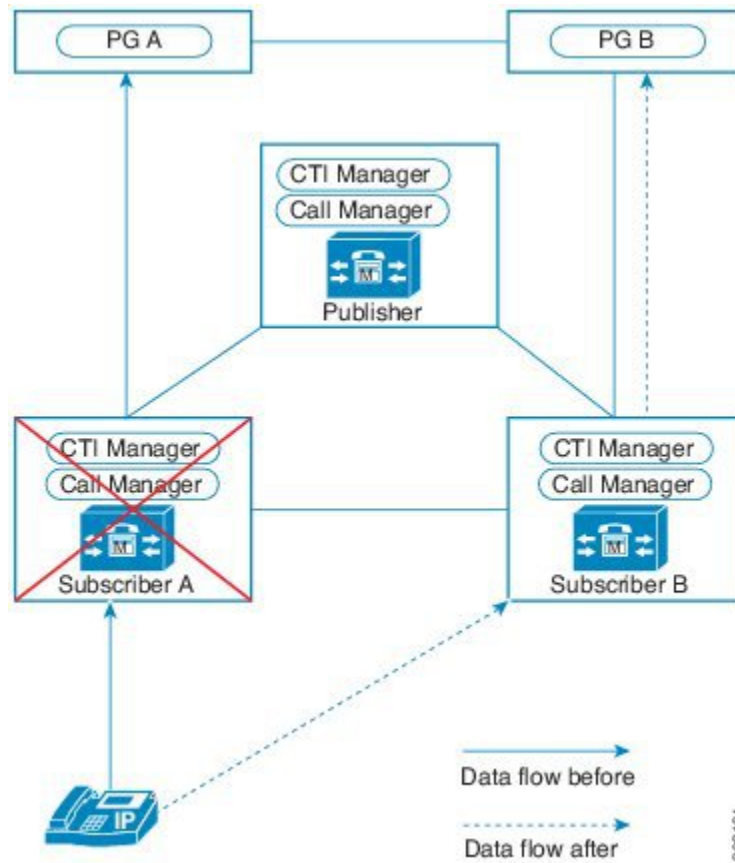 PG A
PG B
CTI Manager
Call Manager
M
Publisher
CTI Manager
Call Manager
M
Subscriber A
CTI Manager
Call Manager
M
Subscriber B
IP
Data flow before
Data flow after